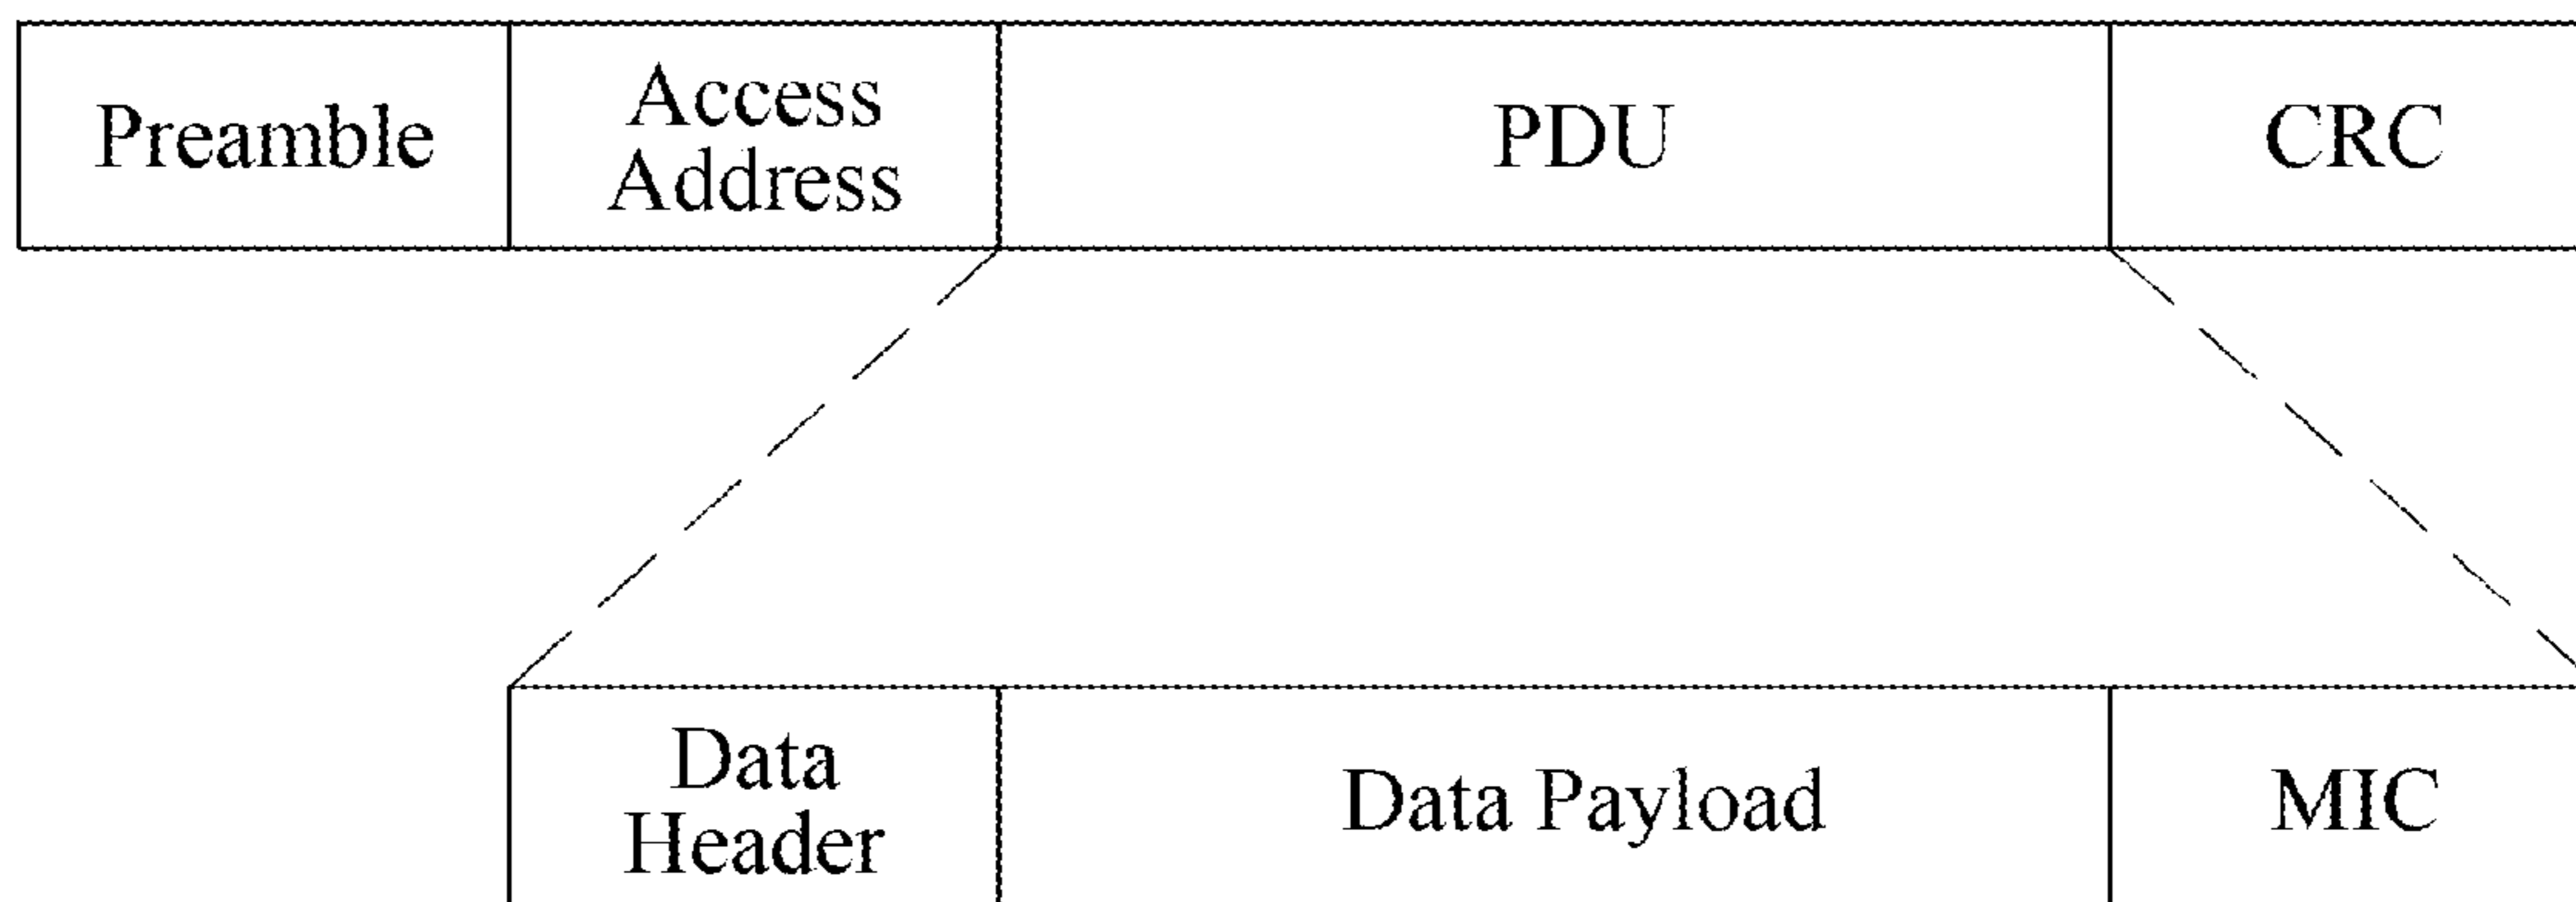 Preamble
Access
Address
PDU
CRC
Data
Header
Data Payload
MIC